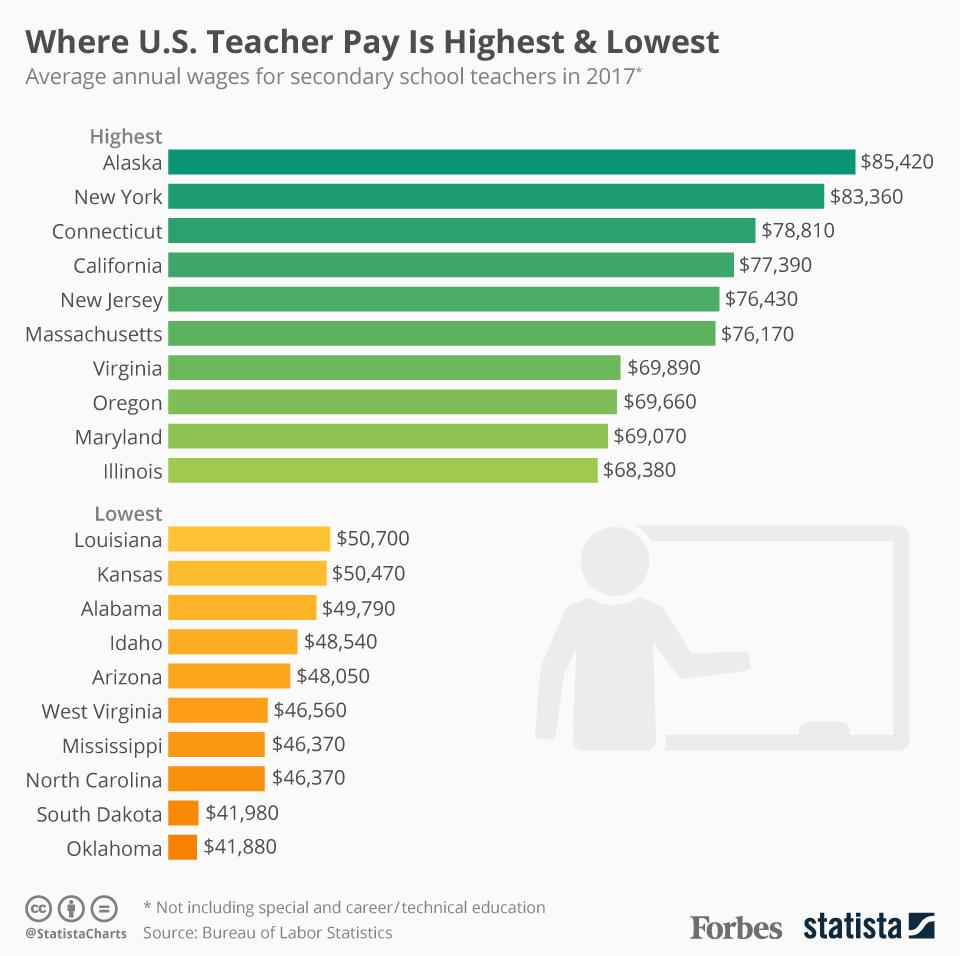 Where U.S. Teacher Pay Is Highest & Lowest
Average annual wages for secondary school teachers in 2017*
Highest
Alaska $85,420
New York $83,360
Connecticut $78,810
California $77,390
New Jersey $76,430
Massachusetts $76,170
Virginia $69,890
Oregon $69,660
Maryland $69,070
Illinois $68,380
Lowest
Louisiana $50,700
Kansas $50,470
Alabama $49,790
Idaho $48,540
Arizona $48,050
West Virginia $46,560
Mississippi $46,370
North Carolina $46,370
South Dakota $41,980
Oklahoma $41,880
cc
@StatistaCharts
* Not including special and career/technical education
Source: Bureau of Labor Statistics
Forbes statista